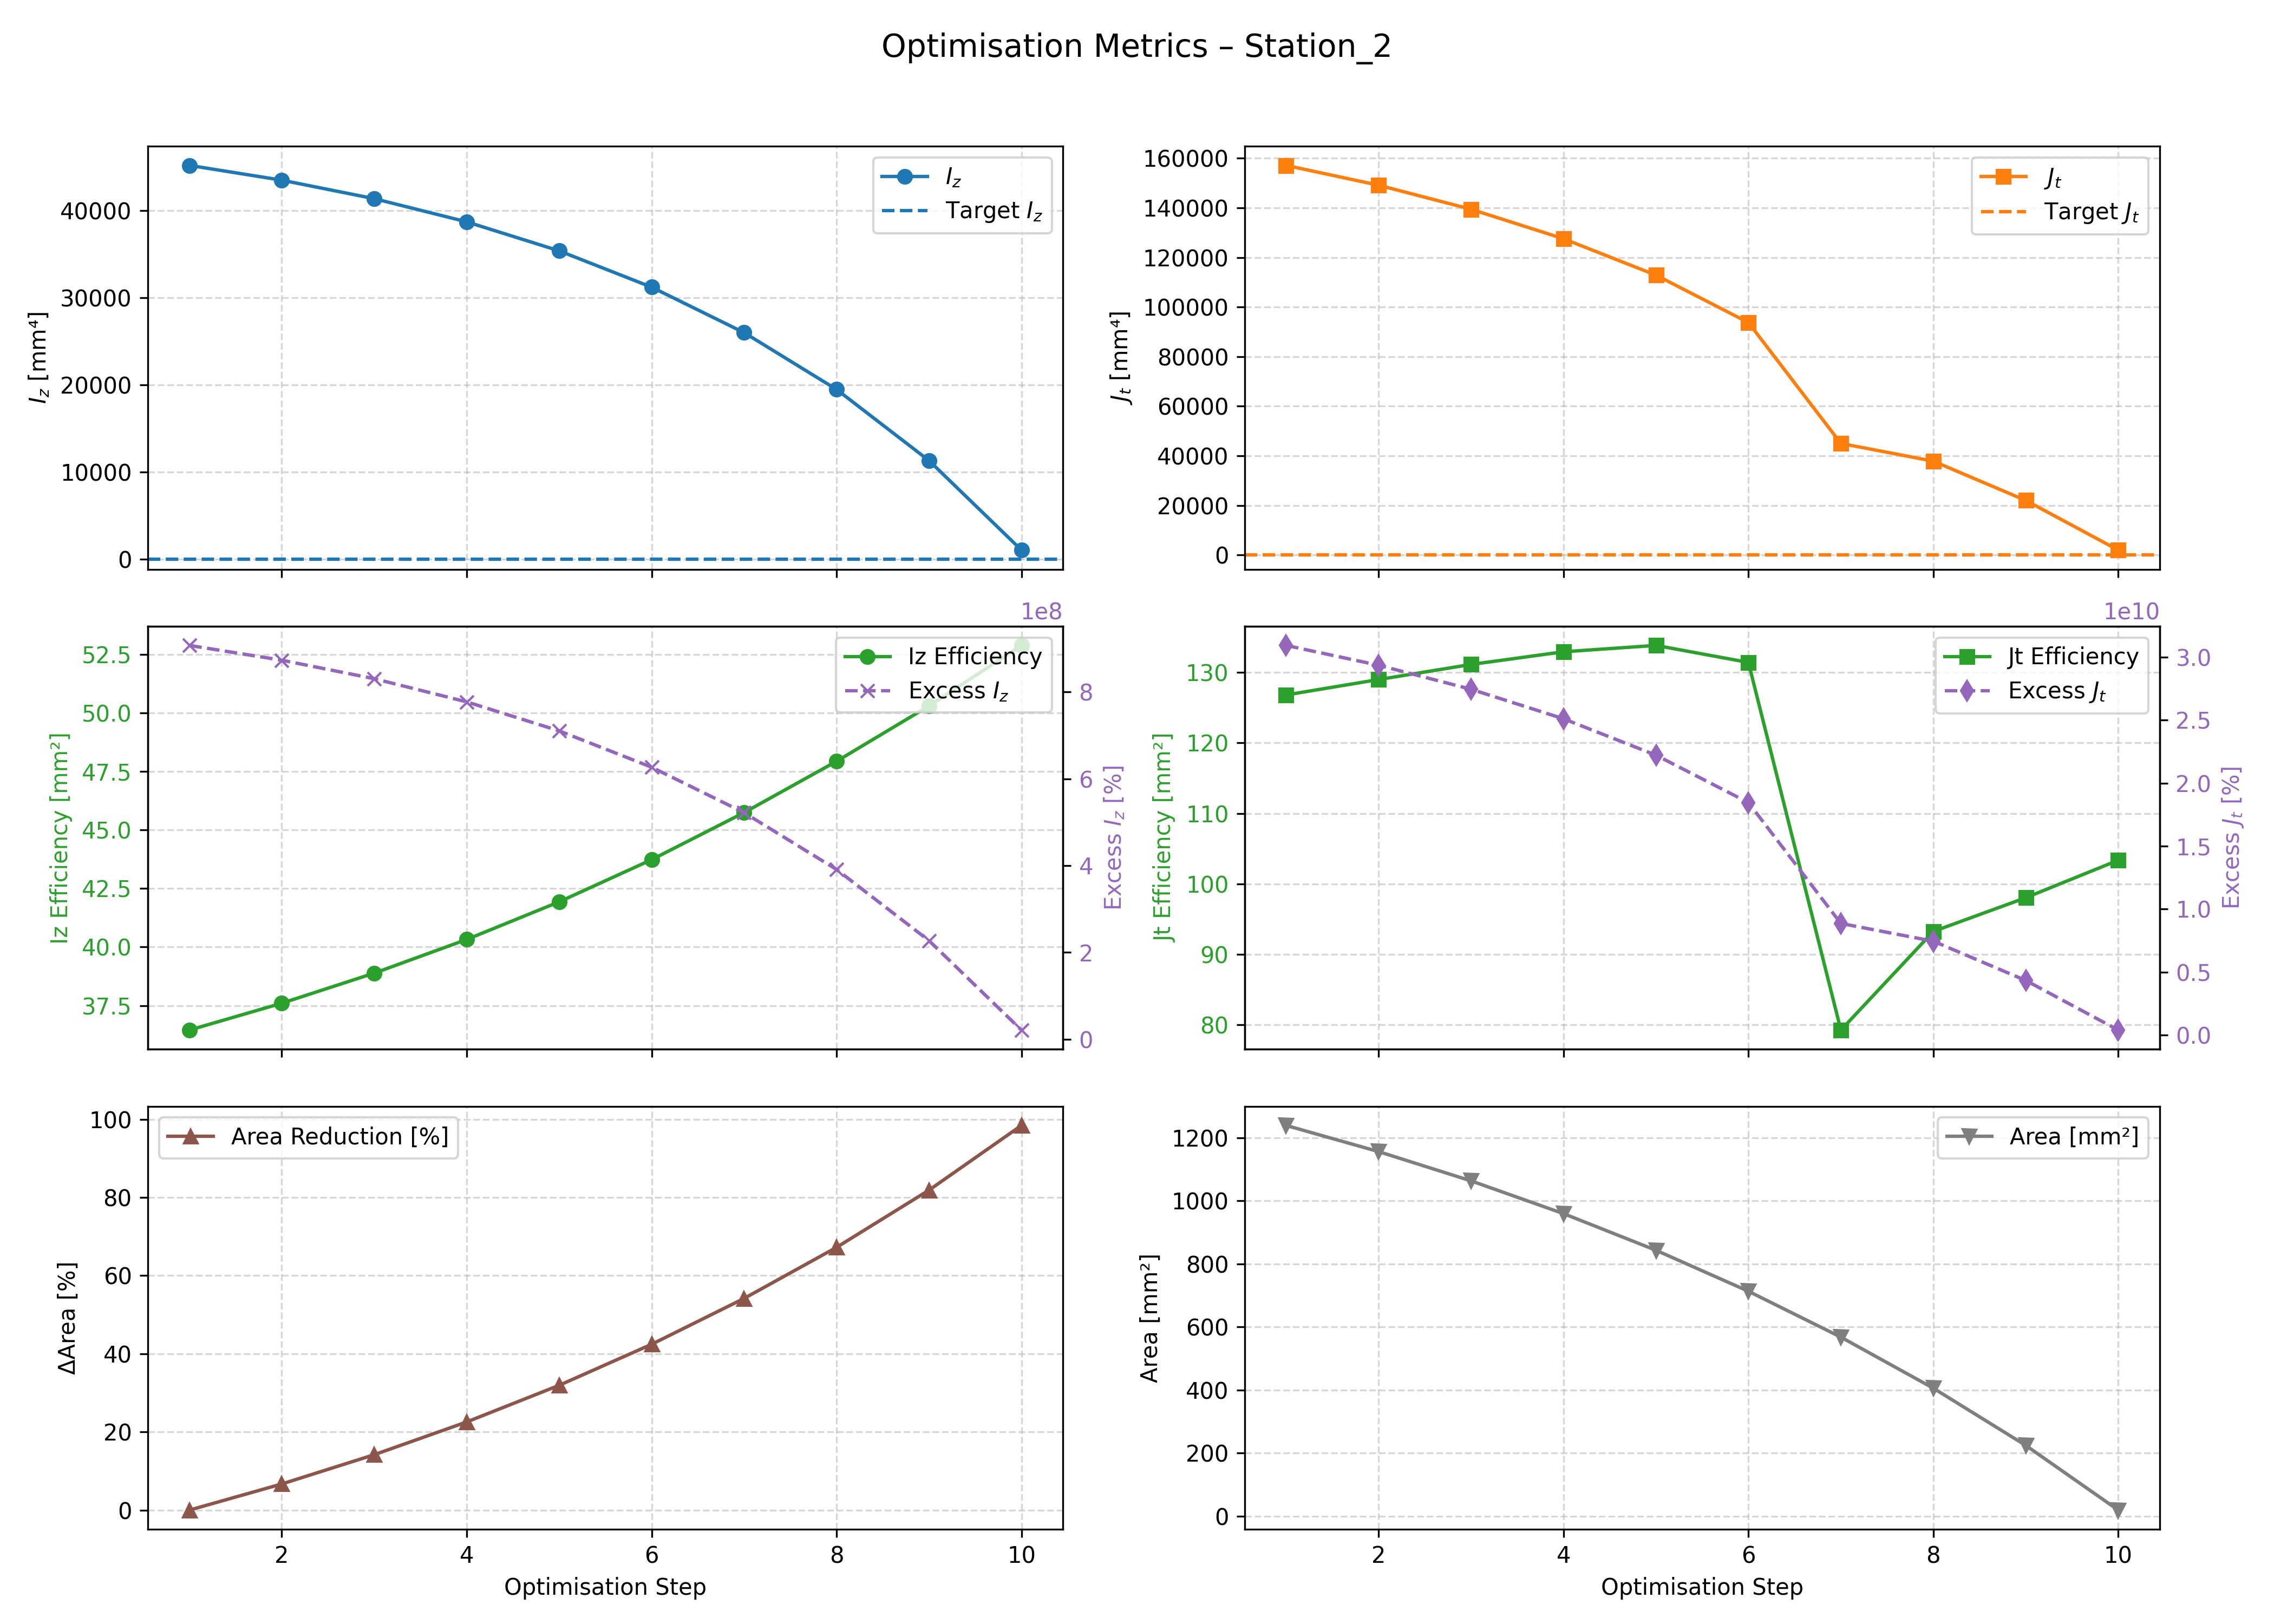 Optimisation Metrics – Station_2
I_z [mm⁴]
40000
30000
20000
10000
0
I_z
Target I_z
J_t [mm⁴]
160000
140000
120000
100000
80000
60000
40000
20000
0
J_t
Target J_t
Iz Efficiency [mm²]
52.5
50.0
47.5
45.0
42.5
40.0
37.5
Iz Efficiency
Excess I_z
1e8
8
6
4
2
0
Excess I_z [%]
Jt Efficiency [mm²]
130
120
110
100
90
80
Jt Efficiency
Excess J_t
1e10
3.0
2.5
2.0
1.5
1.0
0.5
0.0
Excess J_t [%]
ΔArea [%]
100
80
60
40
20
0
Area Reduction [%]
2 4 6 8 10
Optimisation Step
Area [mm²]
1200
1000
800
600
400
200
0
Area [mm²]
2 4 6 8 10
Optimisation Step